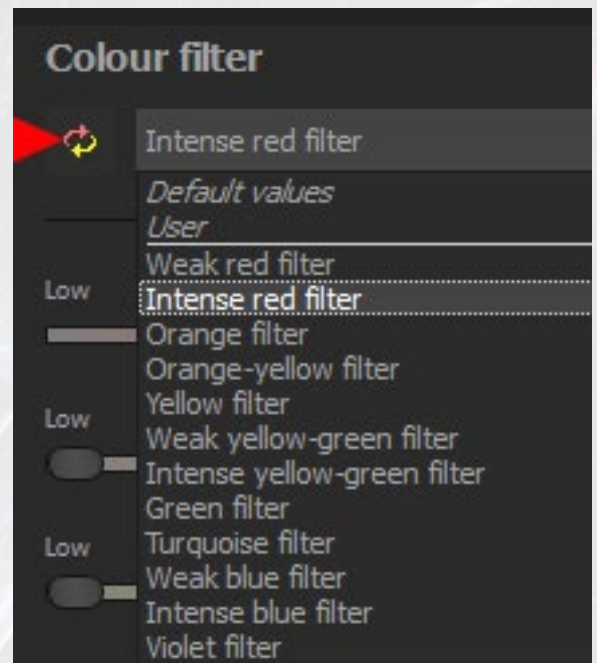 Colour filter
Intense red filter
Default values
User
Weak red filter
Low
Intense red filter
Orange filter
Orange-yellow filter
Yellow filter
Low
Weak yellow-green filter
Intense yellow-green filter
Green filter
Low
Turquoise filter
Weak blue filter
Intense blue filter
Violet filter